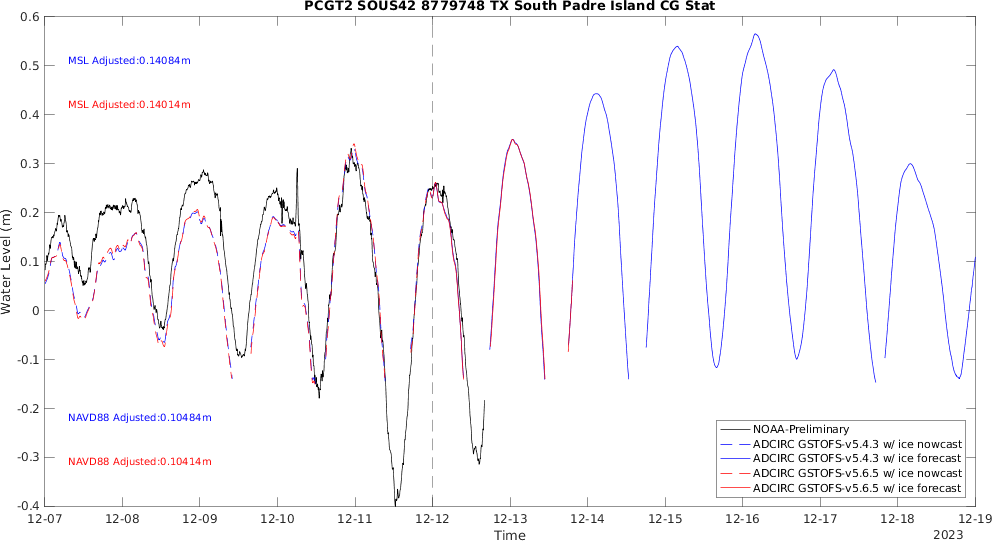 PCGT2 SOUS42 8779748 TX South Padre Island CG Stat
0.6
0.5
0.4
0.3
0.2
0.1
0
-0.1
-0.2
-0.3
-0.4
Water Level (m)
MSL Adjusted:0.14084m
MSL Adjusted:0.14014m
NAVD88 Adjusted:0.10484m
NAVD88 Adjusted:0.10414m
NOAA-Preliminary
ADCIRC GSTOFS-v5.4.3 w/ ice nowcast
ADCIRC GSTOFS-v5.4.3 w/ ice forecast
ADCIRC GSTOFS-v5.6.5 w/ ice nowcast
ADCIRC GSTOFS-v5.6.5 w/ ice forecast
12-07 12-08 12-09 12-10 12-11 12-12 12-13 12-14 12-15 12-16 12-17 12-18 12-19
Time
2023